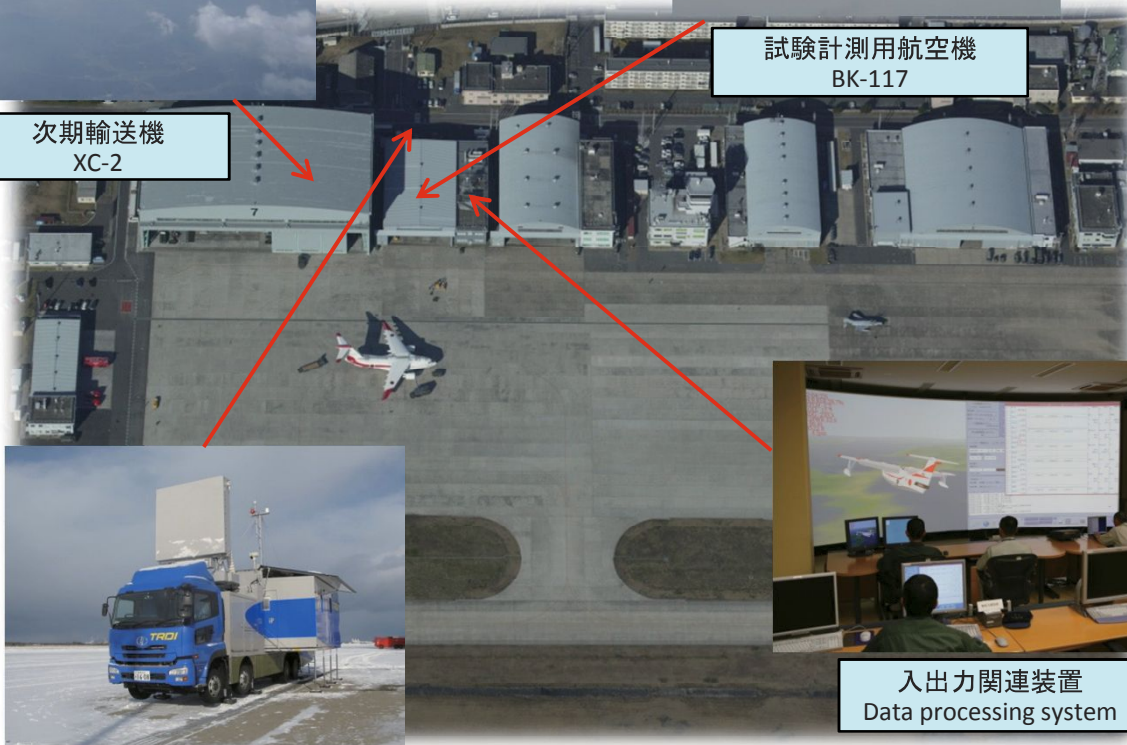 試験計測用航空機
BK-117
次期輸送機
XC-2
7
TRDI
入出力関連装置
Data processing system